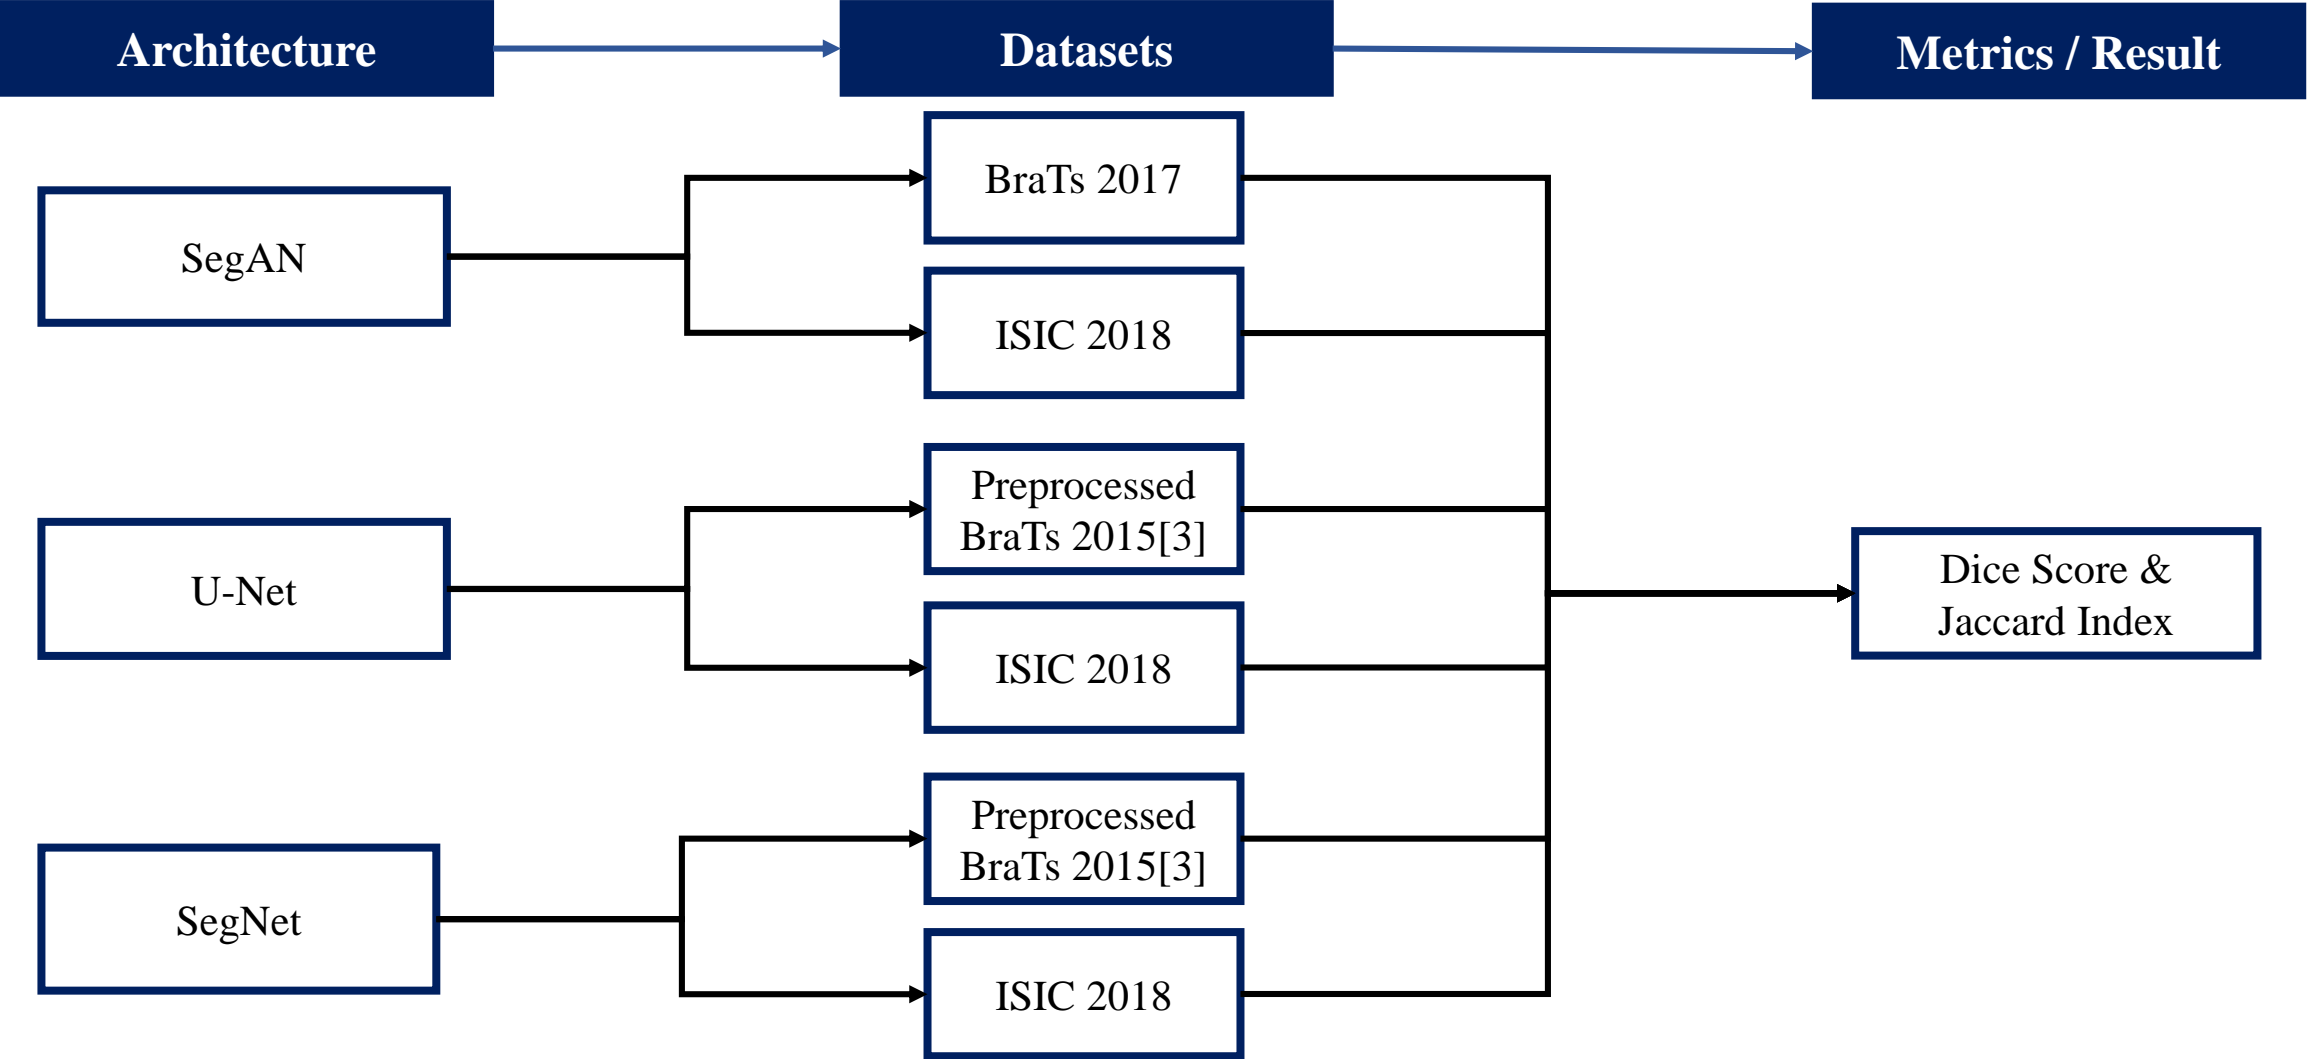 Architecture
Datasets
Metrics / Result
SegAN
BraTs 2017
ISIC 2018
U-Net
Preprocessed
BraTs 2015[3]
ISIC 2018
SegNet
Preprocessed
BraTs 2015[3]
ISIC 2018
Dice Score &
Jaccard Index